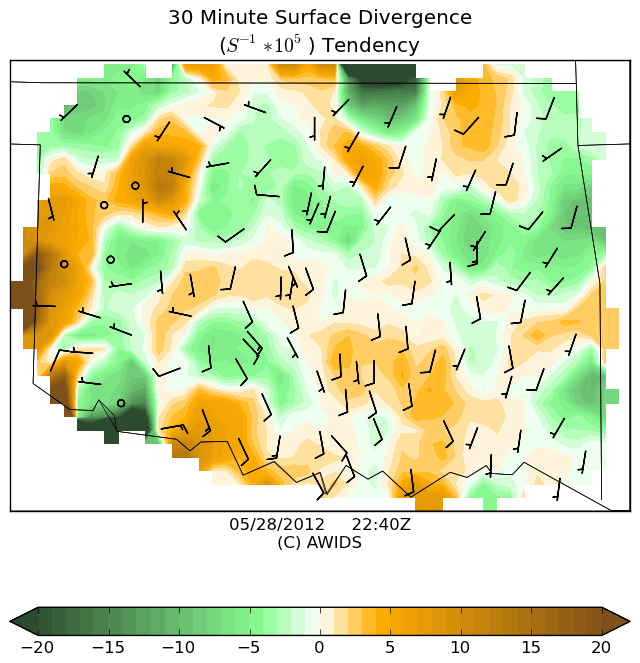 30 Minute Surface Divergence
(S⁻¹ *10⁵ ) Tendency
05/28/2012 22:40Z
(C) AWIDS
−20 −15 −10 −5 0 5 10 15 20